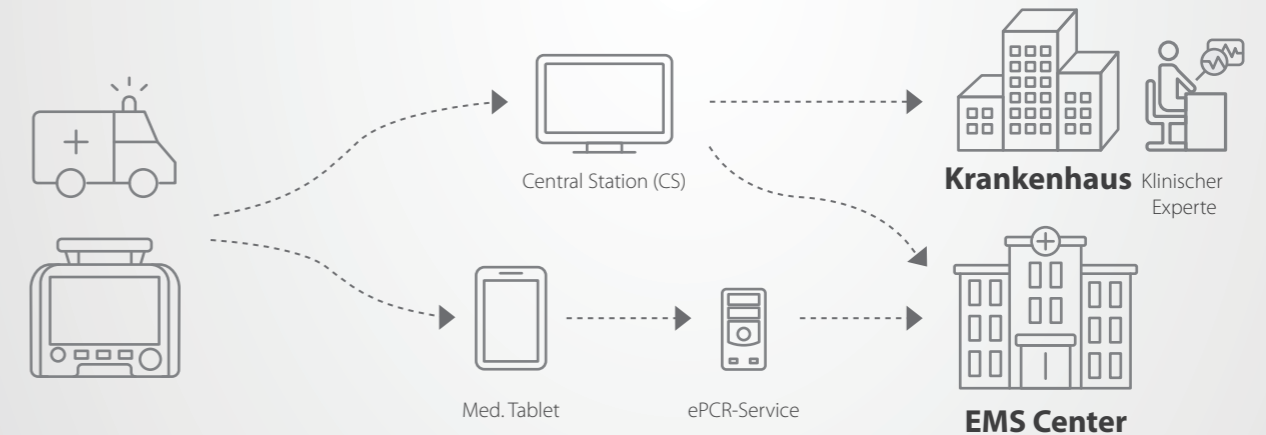 Central Station (CS)
Krankenhaus
Klinischer
Experte
Med. Tablet
ePCR-Service
EMS Center